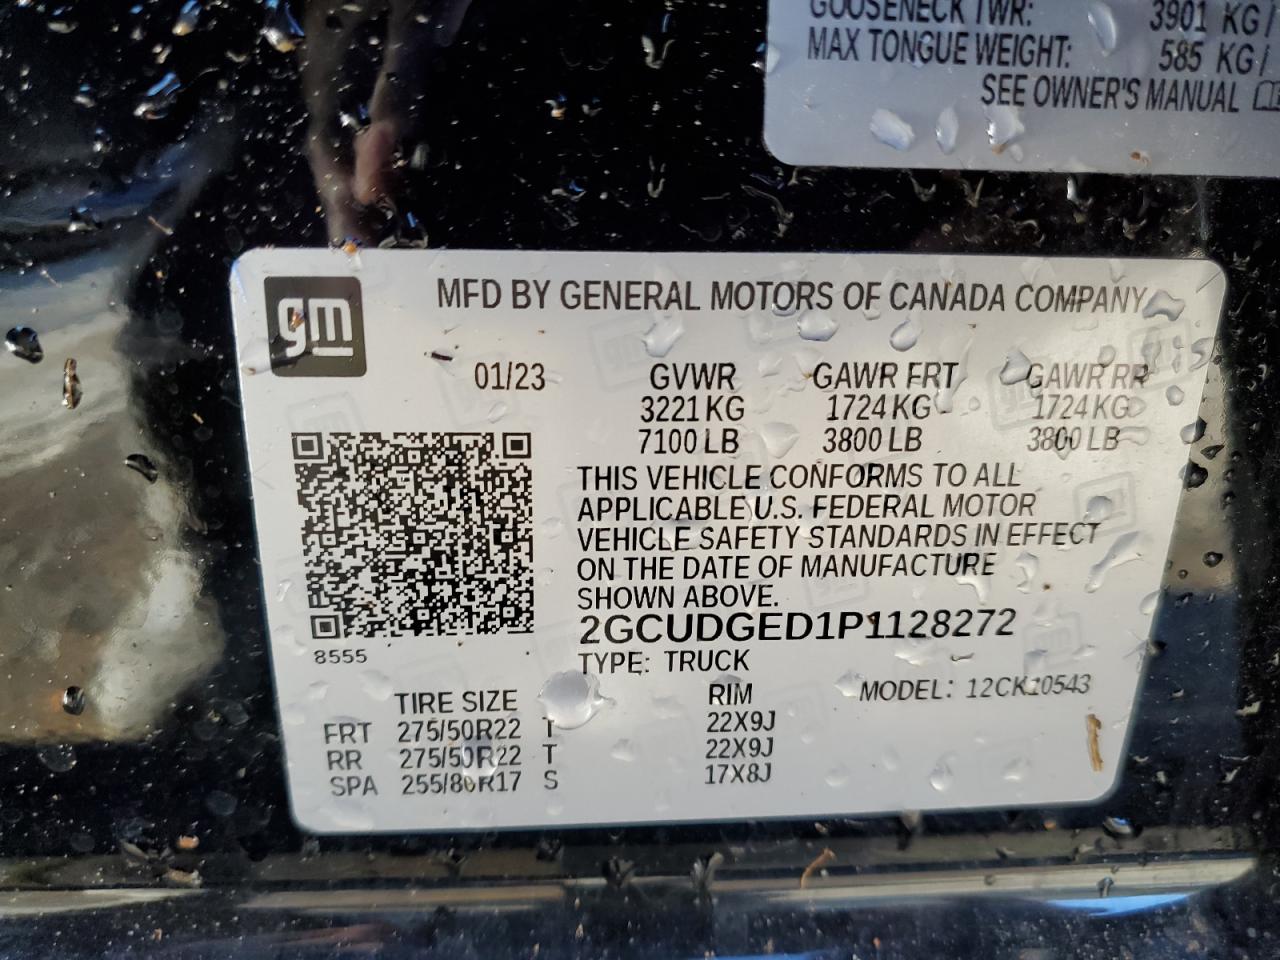 GOOSENECK TWR: 3901 KG/
MAX TONGUE WEIGHT: 585 KG/
SEE OWNER'S MANUAL
gm
MFD BY GENERAL MOTORS OF CANADA COMPANY
01/23 GVWR GAWR FRT GAWR RR
3221 KG 1724 KG 1724 KG
7100 LB 3800 LB 3800 LB
THIS VEHICLE CONFORMS TO ALL
APPLICABLE U.S. FEDERAL MOTOR
VEHICLE SAFETY STANDARDS IN EFFECT
ON THE DATE OF MANUFACTURE
SHOWN ABOVE.
2GCUDGED1P1128272
8555
TYPE: TRUCK
TIRE SIZE RIM MODEL: 12CK10543
FRT 275/50R22 T 22X9J
RR 275/50R22 T 22X9J
SPA 255/80R17 S 17X8J